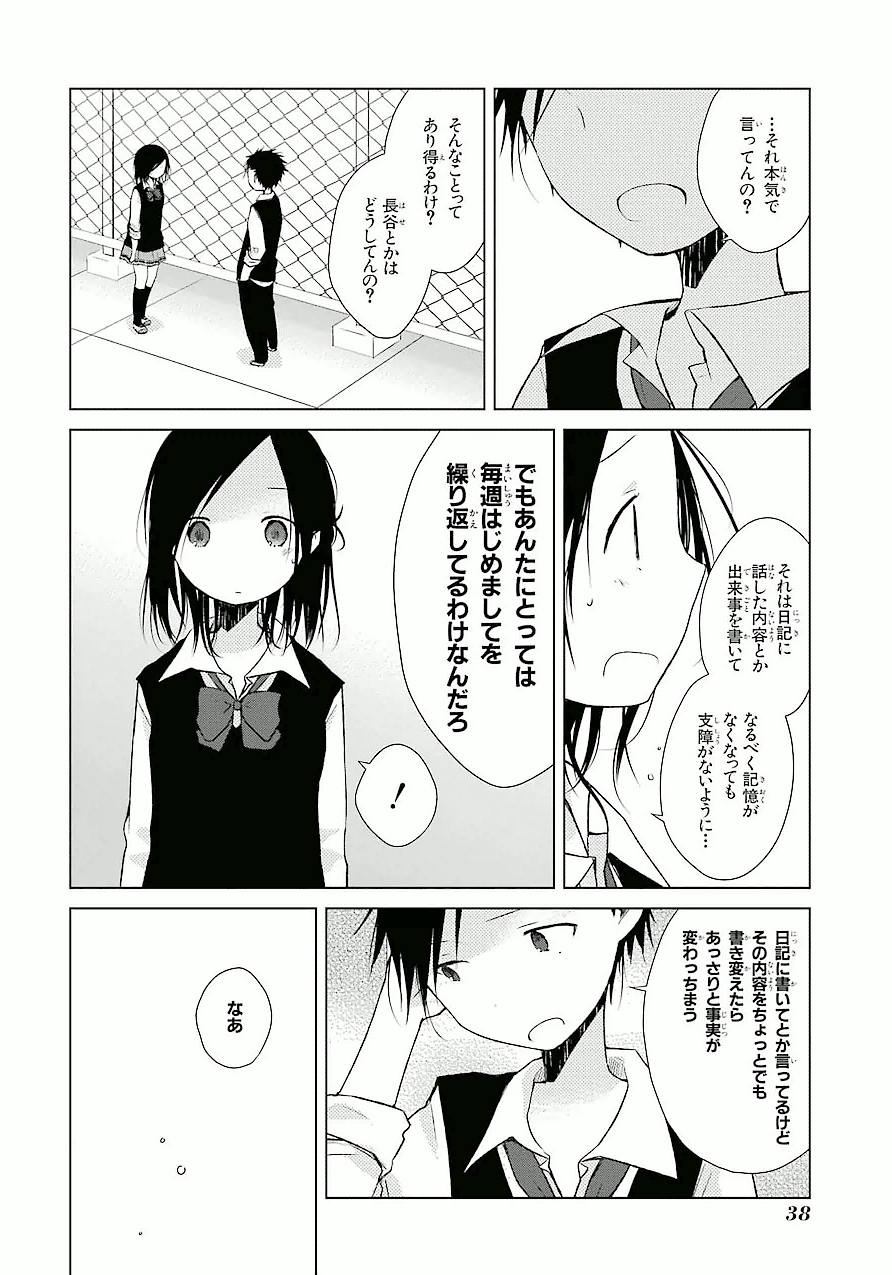 …それ本気で
言ってんの?
そんなことって
あり得るわけ?
長谷とかは
どうしてんの?
それは日記に
話した内容とか
出来事を書いて
なるべく記憶が
なくなっても
支障がないように…
でもあんたにとっては
毎週はじめましてを
繰り返してるわけなんだろ
!
日記に書いてとか言ってるけど
その内容をちょっとでも
書き変えたら
あっさりと事実が
変わっちまう
なあ
38